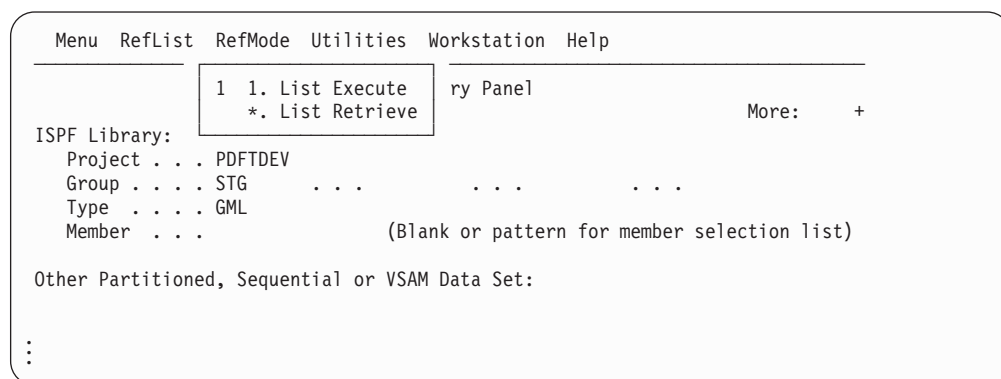 Menu RefList RefMode Utilities Workstation Help
1 1. List Execute ry Panel
*. List Retrieve More: +
ISPF Library:
Project . . . PDFTDEV
Group . . . . STG . . . . . . . . .
Type . . . . GML
Member . . . (Blank or pattern for member selection list)
Other Partitioned, Sequential or VSAM Data Set: